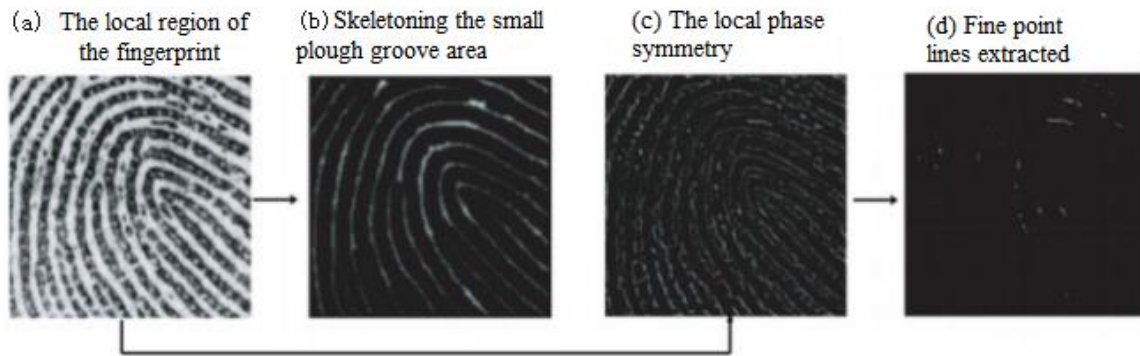 (a) The local region of
the fingerprint
(b) Skeletoning the small
plough groove area
(c) The local phase
symmetry
(d) Fine point
lines extracted